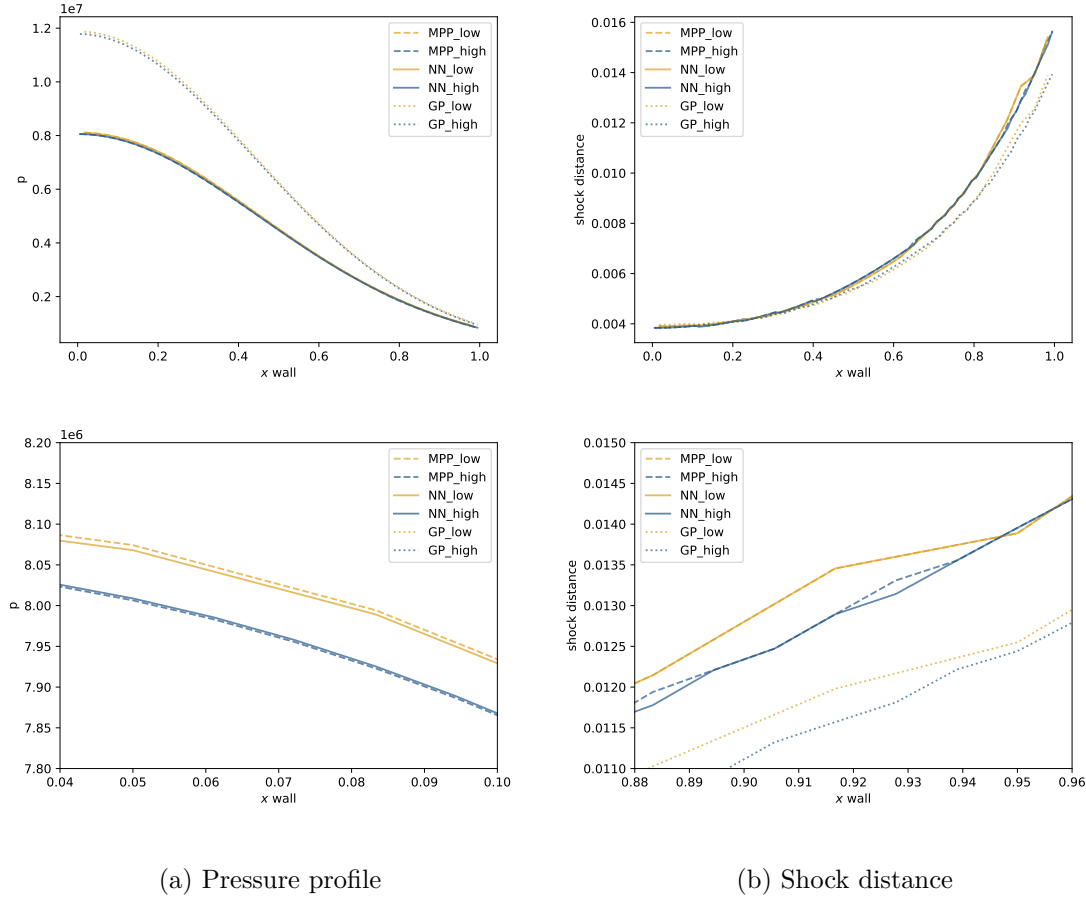 1e7
1.2
1.0
0.8
0.6
0.4
0.2
p
0.0 0.2 0.4 0.6 0.8 1.0
x wall
MPP_low
MPP_high
NN_low
NN_high
GP_low
GP_high
0.016
0.014
0.012
0.010
0.008
0.006
0.004
shock distance
0.0 0.2 0.4 0.6 0.8 1.0
x wall
MPP_low
MPP_high
NN_low
NN_high
GP_low
GP_high
1e6
8.20
8.15
8.10
8.05
8.00
7.95
7.90
7.85
7.80
p
0.04 0.05 0.06 0.07 0.08 0.09 0.10
x wall
MPP_low
MPP_high
NN_low
NN_high
GP_low
GP_high
0.0150
0.0145
0.0140
0.0135
0.0130
0.0125
0.0120
0.0115
0.0110
shock distance
0.88 0.89 0.90 0.91 0.92 0.93 0.94 0.95 0.96
x wall
MPP_low
MPP_high
NN_low
NN_high
GP_low
GP_high
(a) Pressure profile
(b) Shock distance